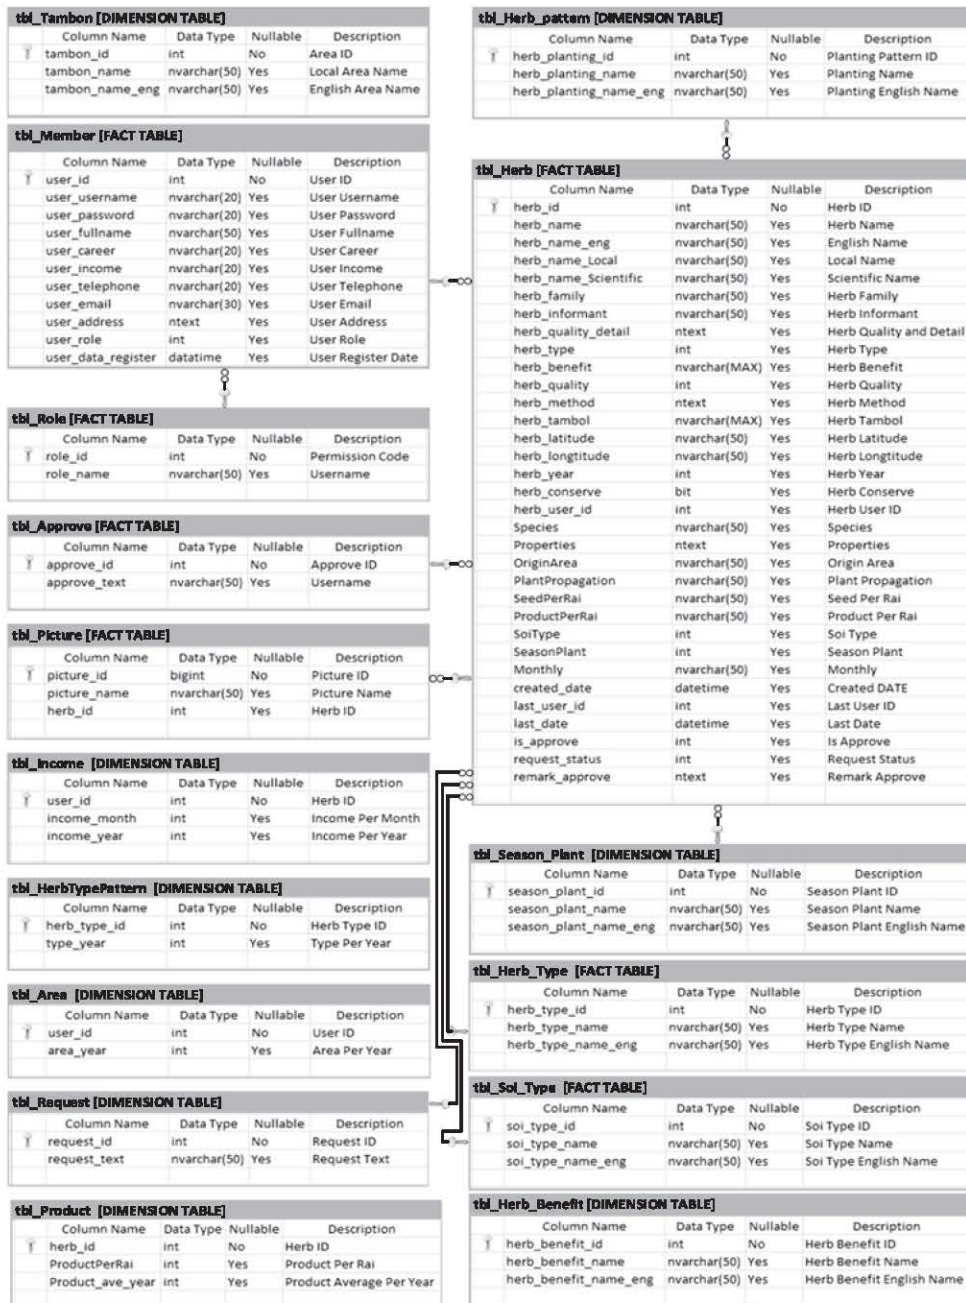 tbl_Tambon [DIMENSION TABLE]
Column Name Data Type Nullable Description
tambon_id int No Area ID
tambon_name nvarchar(50) Yes Local Area Name
tambon_name_eng nvarchar(50) Yes English Area Name
tbl_Member [FACT TABLE]
Column Name Data Type Nullable Description
user_id int No User ID
user_username nvarchar(20) Yes User Username
user_password nvarchar(20) Yes User Password
user_fullname nvarchar(50) Yes User Fullname
user_career nvarchar(20) Yes User Career
user_income nvarchar(20) Yes User Income
user_telephone nvarchar(20) Yes User Telephone
user_email nvarchar(30) Yes User Email
user_address ntext Yes User Address
user_role int Yes User Role
user_data_register datatime Yes User Register Date
tbl_Role [FACT TABLE]
Column Name Data Type Nullable Description
role_id int No Permission Code
role_name nvarchar(50) Yes Username
tbl_Approve [FACT TABLE]
Column Name Data Type Nullable Description
approve_id int No Approve ID
approve_text nvarchar(50) Yes Username
tbl_Picture [FACT TABLE]
Column Name Data Type Nullable Description
picture_id bigint No Picture ID
picture_name nvarchar(50) Yes Picture Name
herb_id int Yes Herb ID
tbl_Income [DIMENSION TABLE]
Column Name Data Type Nullable Description
user_id int No Herb ID
income_month int Yes Income Per Month
income_year int Yes Income Per Year
tbl_HerbTypePattern [DIMENSION TABLE]
Column Name Data Type Nullable Description
herb_type_id int No Herb Type ID
type_year int Yes Type Per Year
tbl_Area [DIMENSION TABLE]
Column Name Data Type Nullable Description
user_id int No User ID
area_year int Yes Area Per Year
tbl_Request [DIMENSION TABLE]
Column Name Data Type Nullable Description
request_id int No Request ID
request_text nvarchar(50) Yes Request Text
tbl_Product [DIMENSION TABLE]
Column Name Data Type Nullable Description
herb_id int No Herb ID
ProductPerRai int Yes Product Per Rai
Product_ave_year int Yes Product Average Per Year
tbl_Herb_pattern [DIMENSION TABLE]
Column Name Data Type Nullable Description
herb_planting_id int No Planting Pattern ID
herb_planting_name nvarchar(50) Yes Planting Name
herb_planting_name_eng nvarchar(50) Yes Planting English Name
tbl_Herb [FACT TABLE]
Column Name Data Type Nullable Description
herb_id int No Herb ID
herb_name nvarchar(50) Yes Herb Name
herb_name_eng nvarchar(50) Yes English Name
herb_name_Local nvarchar(50) Yes Local Name
herb_name_Scientific nvarchar(50) Yes Scientific Name
herb_family nvarchar(50) Yes Herb Family
herb_informant nvarchar(50) Yes Herb Informant
herb_quality_detail ntext Yes Herb Quality and Detail
herb_type int Yes Herb Type
herb_benefit nvarchar(MAX) Yes Herb Benefit
herb_quality int Yes Herb Quality
herb_method ntext Yes Herb Method
herb_tambol nvarchar(MAX) Yes Herb Tambol
herb_latitude nvarchar(50) Yes Herb Latitude
herb_longtitude nvarchar(50) Yes Herb Longtitude
herb_year int Yes Herb Year
herb_conserve bit Yes Herb Conserve
herb_user_id int Yes Herb User ID
Species nvarchar(50) Yes Species
Properties ntext Yes Properties
OriginArea nvarchar(50) Yes Origin Area
PlantPropagation nvarchar(50) Yes Plant Propagation
SeedPerRai nvarchar(50) Yes Seed Per Rai
ProductPerRai nvarchar(50) Yes Product Per Rai
SoiType int Yes Soi Type
SeasonPlant int Yes Season Plant
Monthly nvarchar(50) Yes Monthly
created_date datetime Yes Created DATE
last_user_id int Yes Last User ID
last_date datetime Yes Last Date
is_approve int Yes Is Approve
request_status int Yes Request Status
remark_approve ntext Yes Remark Approve
tbl_Season_Plant [DIMENSION TABLE]
Column Name Data Type Nullable Description
season_plant_id int No Season Plant ID
season_plant_name nvarchar(50) Yes Season Plant Name
season_plant_name_eng nvarchar(50) Yes Season Plant English Name
tbl_Herb_Type [FACT TABLE]
Column Name Data Type Nullable Description
herb_type_id int No Herb Type ID
herb_type_name nvarchar(50) Yes Herb Type Name
herb_type_name_eng nvarchar(50) Yes Herb Type English Name
tbl_Soi_Type [FACT TABLE]
Column Name Data Type Nullable Description
soi_type_id int No Soi Type ID
soi_type_name nvarchar(50) Yes Soi Type Name
soi_type_name_eng nvarchar(50) Yes Soi Type English Name
tbl_Herb_Benefit [DIMENSION TABLE]
Column Name Data Type Nullable Description
herb_benefit_id int No Herb Benefit ID
herb_benefit_name nvarchar(50) Yes Herb Benefit Name
herb_benefit_name_eng nvarchar(50) Yes Herb Benefit English Name